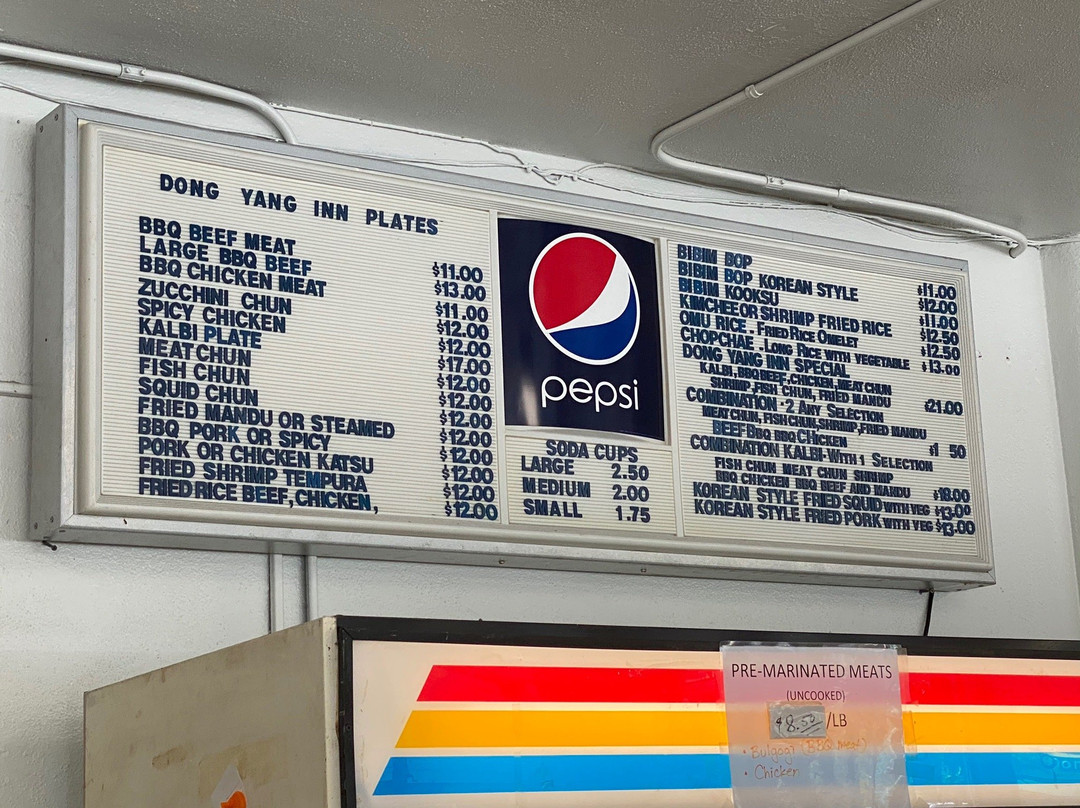 DONG YANG INN PLATES
BBQ BEEF MEAT $11.00
LARGE BBQ BEEF $13.00
BBQ CHICKEN MEAT $11.00
ZUCCHINI CHUN $12.00
SPICY CHICKEN $12.00
KALBI PLATE $17.00
MEAT CHUN $12.00
FISH CHUN $12.00
SQUID CHUN $12.00
FRIED MANDU OR STEAMED $12.00
BBQ PORK OR SPICY $12.00
PORK OR CHICKEN KATSU $12.00
FRIED SHRIMP TEMPURA $12.00
FRIED RICE BEEF, CHICKEN, $12.00
pepsi
SODA CUPS
LARGE 2.50
MEDIUM 2.00
SMALL 1.75
BIBIM BOP $11.00
BIBIM BOP KOREAN STYLE $12.00
BIBIM KOOKSU $11.00
KIMCHEE OR SHRIMP FRIED RICE $12.50
OMU RICE . FRIED RICE OMELET $12.50
CHOPCHAE . LONG RICE WITH VEGETABLE $13.00
DONG YANG INN SPECIAL
KALBI, BBQ BEEF, CHICKEN, MEAT CHUN
SHRIMP, FISH CHUN, FRIED MANDU $21.00
COMBINATION - 2 ANY SELECTION
MEAT CHUN, FISH CHUN, SHRIMP, FRIED MANDU
BEEF BBQ BBQ CHICKEN $1 50
COMBINATION KALBI-WITH 1 SELECTION
FISH CHUN MEAT CHUN SHRIMP
BBQ CHICKEN BBQ BEEF AND MANDU $18.00
KOREAN STYLE FRIED SQUID WITH VEG $13.00
KOREAN STYLE FRIED PORK WITH VEG $13.00
PRE-MARINATED MEATS
(UNCOOKED)
$8.50/LB
• Bulgogi (BBQ Meat)
• Chicken